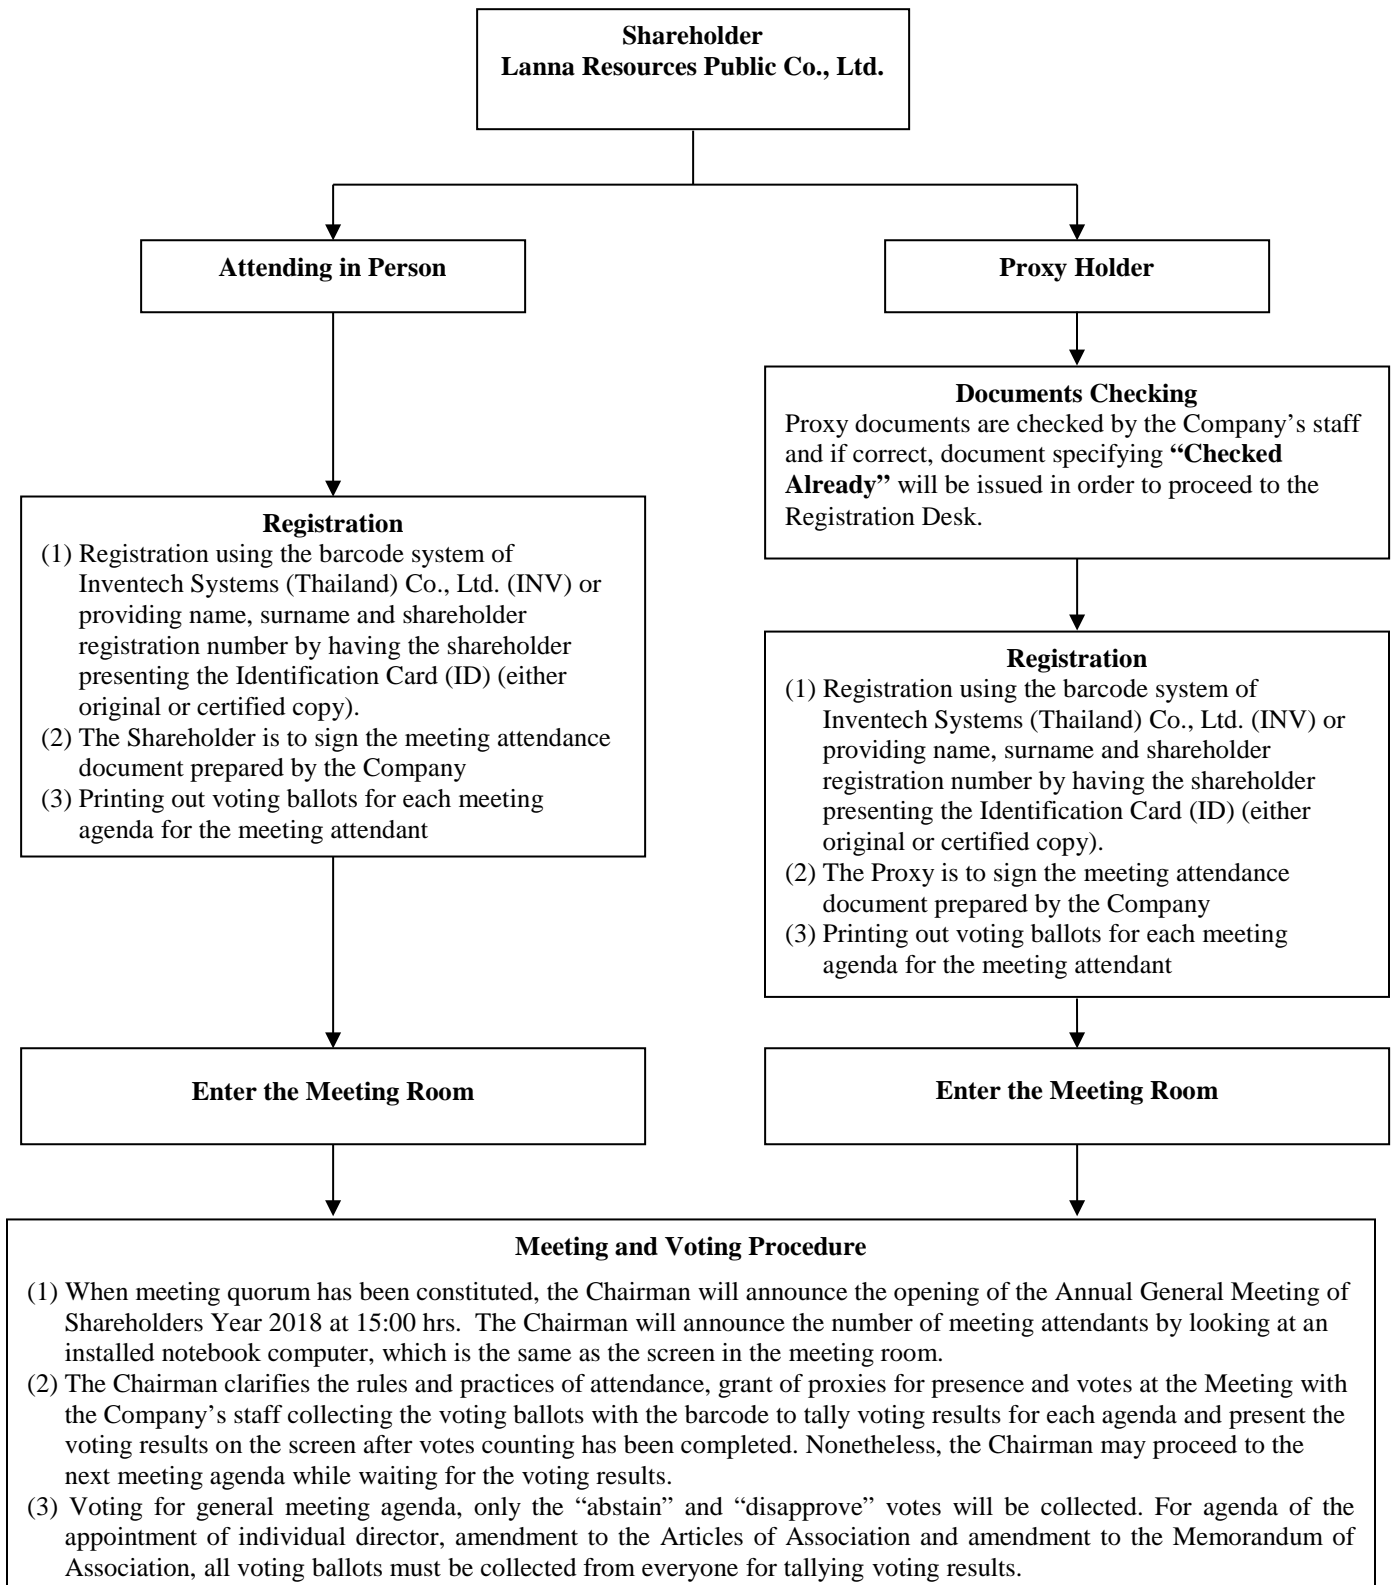 Shareholder
Lanna Resources Public Co., Ltd.
Attending in Person
Proxy Holder
Documents Checking
Proxy documents are checked by the Company’s staff
and if correct, document specifying “Checked
Already” will be issued in order to proceed to the
Registration Desk.
Registration
(1) Registration using the barcode system of
Inventech Systems (Thailand) Co., Ltd. (INV) or
providing name, surname and shareholder
registration number by having the shareholder
presenting the Identification Card (ID) (either
original or certified copy).
(2) The Shareholder is to sign the meeting attendance
document prepared by the Company
(3) Printing out voting ballots for each meeting
agenda for the meeting attendant
Registration
(1) Registration using the barcode system of
Inventech Systems (Thailand) Co., Ltd. (INV) or
providing name, surname and shareholder
registration number by having the shareholder
presenting the Identification Card (ID) (either
original or certified copy).
(2) The Proxy is to sign the meeting attendance
document prepared by the Company
(3) Printing out voting ballots for each meeting
agenda for the meeting attendant
Enter the Meeting Room
Enter the Meeting Room
Meeting and Voting Procedure
(1) When meeting quorum has been constituted, the Chairman will announce the opening of the Annual General Meeting of
Shareholders Year 2018 at 15:00 hrs. The Chairman will announce the number of meeting attendants by looking at an
installed notebook computer, which is the same as the screen in the meeting room.
(2) The Chairman clarifies the rules and practices of attendance, grant of proxies for presence and votes at the Meeting with
the Company’s staff collecting the voting ballots with the barcode to tally voting results for each agenda and present the
voting results on the screen after votes counting has been completed. Nonetheless, the Chairman may proceed to the
next meeting agenda while waiting for the voting results.
(3) Voting for general meeting agenda, only the “abstain” and “disapprove” votes will be collected. For agenda of the
appointment of individual director, amendment to the Articles of Association and amendment to the Memorandum of
Association, all voting ballots must be collected from everyone for tallying voting results.